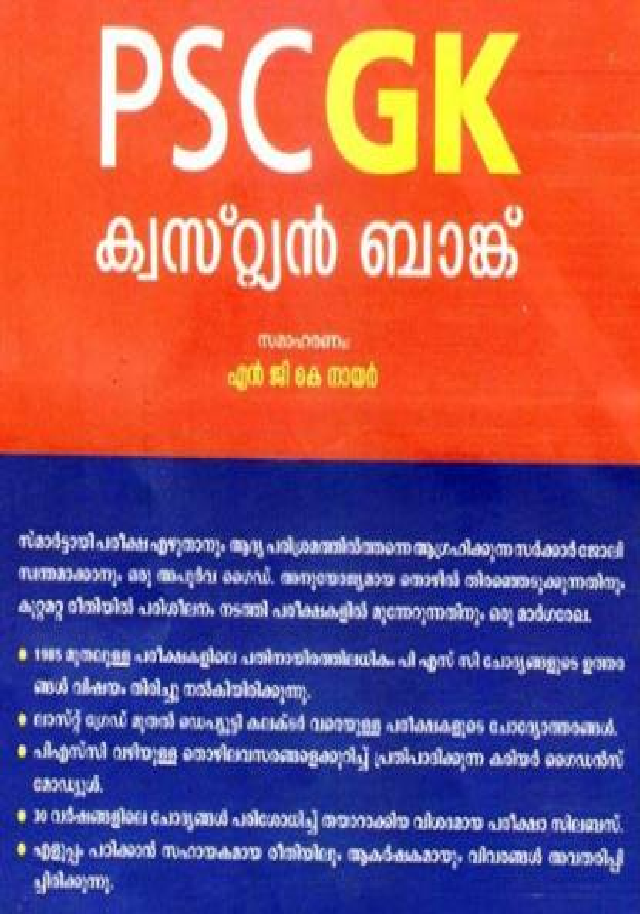 PSC GK
ക്വസ്റ്റ്യൻ ബാങ്ക്
സമാഹരണം:
എൻ ജി കെ നായർ
സ്മാർട്ടായി പരീക്ഷ എഴുതാനും ആദ്യ പരിശ്രമത്തിൽത്തന്നെ ആഗ്രഹിക്കുന്ന സർക്കാർ ജോലി
സ്വന്തമാക്കാനും ഒരു അപൂർവ ഗൈഡ്. അനുയോജ്യമായ തൊഴിൽ തിരഞ്ഞെടുക്കുന്നതിനും
കുറ്റമറ്റ രീതിയിൽ പരിശീലനം നടത്തി പരീക്ഷകളിൽ മുന്നേറുന്നതിനും ഒരു മാർഗരേഖ.
• 1985 മുതലുള്ള പരീക്ഷകളിലെ പതിനായിരത്തിലധികം പി എസ് സി ചോദ്യങ്ങളുടെ ഉത്തര
ങ്ങൾ വിഷയം തിരിച്ചു നൽകിയിരിക്കുന്നു.
• ലാസ്റ്റ് ഗ്രേഡ് മുതൽ ഡെപ്യൂട്ടി കലക്ടർ വരെയുള്ള പരീക്ഷകളുടെ ചോദ്യോത്തരങ്ങൾ.
• പിഎസ്സി വഴിയുള്ള തൊഴിലവസരങ്ങളെക്കുറിച്ച് പ്രതിപാദിക്കുന്ന കരിയർ ഗൈഡൻസ്
മോഡ്യൂൾ.
• 30 വർഷങ്ങളിലെ ചോദ്യങ്ങൾ പരിശോധിച്ച് തയാറാക്കിയ വിശദമായ പരീക്ഷാ സിലബസ്.
• എളുപ്പം പഠിക്കാൻ സഹായകമായ രീതിയിലും ആകർഷകമായും വിവരങ്ങൾ അവതരിപ്പി
ച്ചിരിക്കുന്നു.